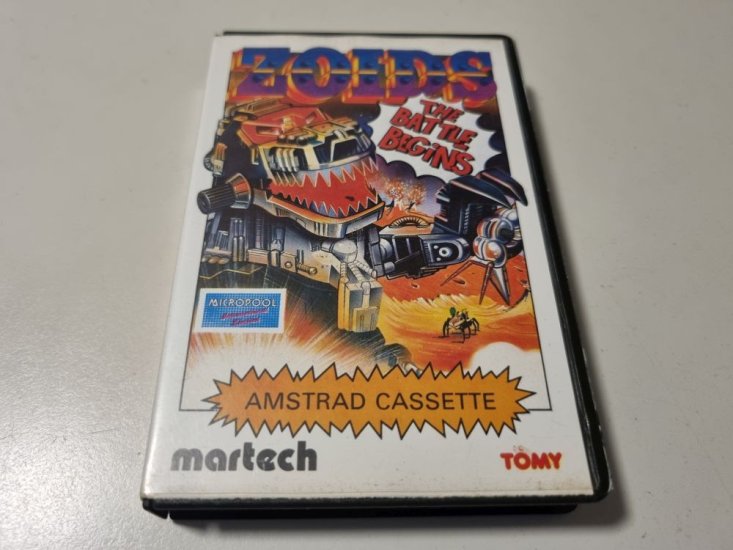 ZOIDS
THE
BATTLE
BEGINS
MICROPOOL
AMSTRAD CASSETTE
martech
TOMY